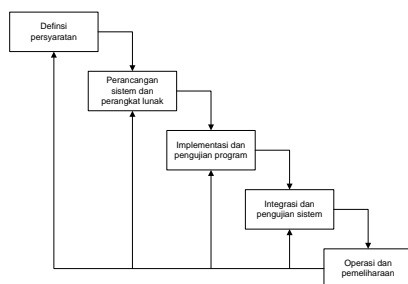 Definsi
persyaratan
Perancangan
sistem dan
perangkat lunak
Implementasi dan
pengujian program
Integrasi dan
pengujian sistem
Operasi dan
pemeliharaan